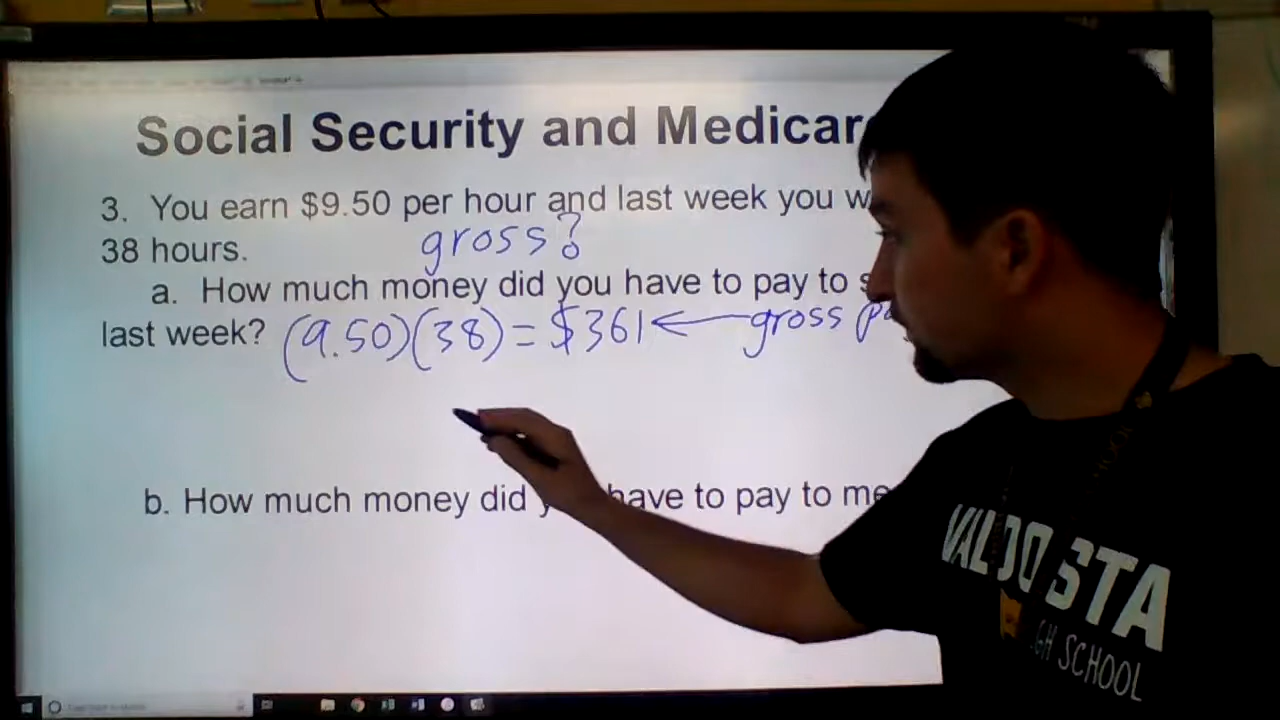 Social Security and Medicar
3. You earn $9.50 per hour and last week you w
38 hours.
gross?
a. How much money did you have to pay to s
last week? (9.50)(38) = $361 ← gross pa
b. How much money did y have to pay to me
VALDOSTA
GH SCHOOL